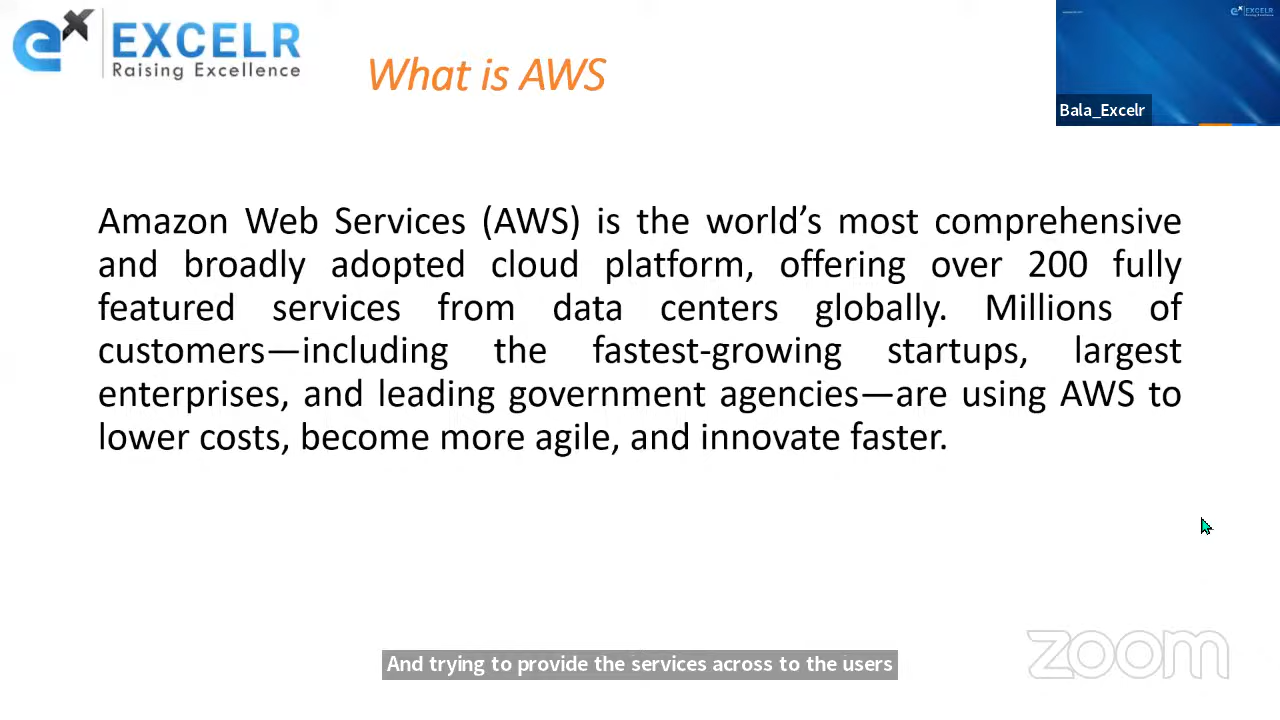 EXCELR
Raising Excellence
What is AWS
EXCELR
Bala_Excelr
Amazon Web Services (AWS) is the world’s most comprehensive
and broadly adopted cloud platform, offering over 200 fully
featured services from data centers globally. Millions of
customers—including the fastest-growing startups, largest
enterprises, and leading government agencies—are using AWS to
lower costs, become more agile, and innovate faster.
And trying to provide the services across to the users
zoom